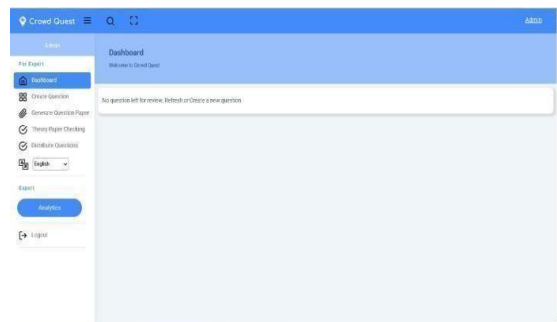 Crowd Quest
Admin
Admin
For Expert
Dashboard
Create Question
Generate Question Paper
Theory Paper Checking
Distribute Questions
English
Expert
Analytics
Logout
Dashboard
Welcome to Crowd Quest
No question left for review, Refresh or Create a new question